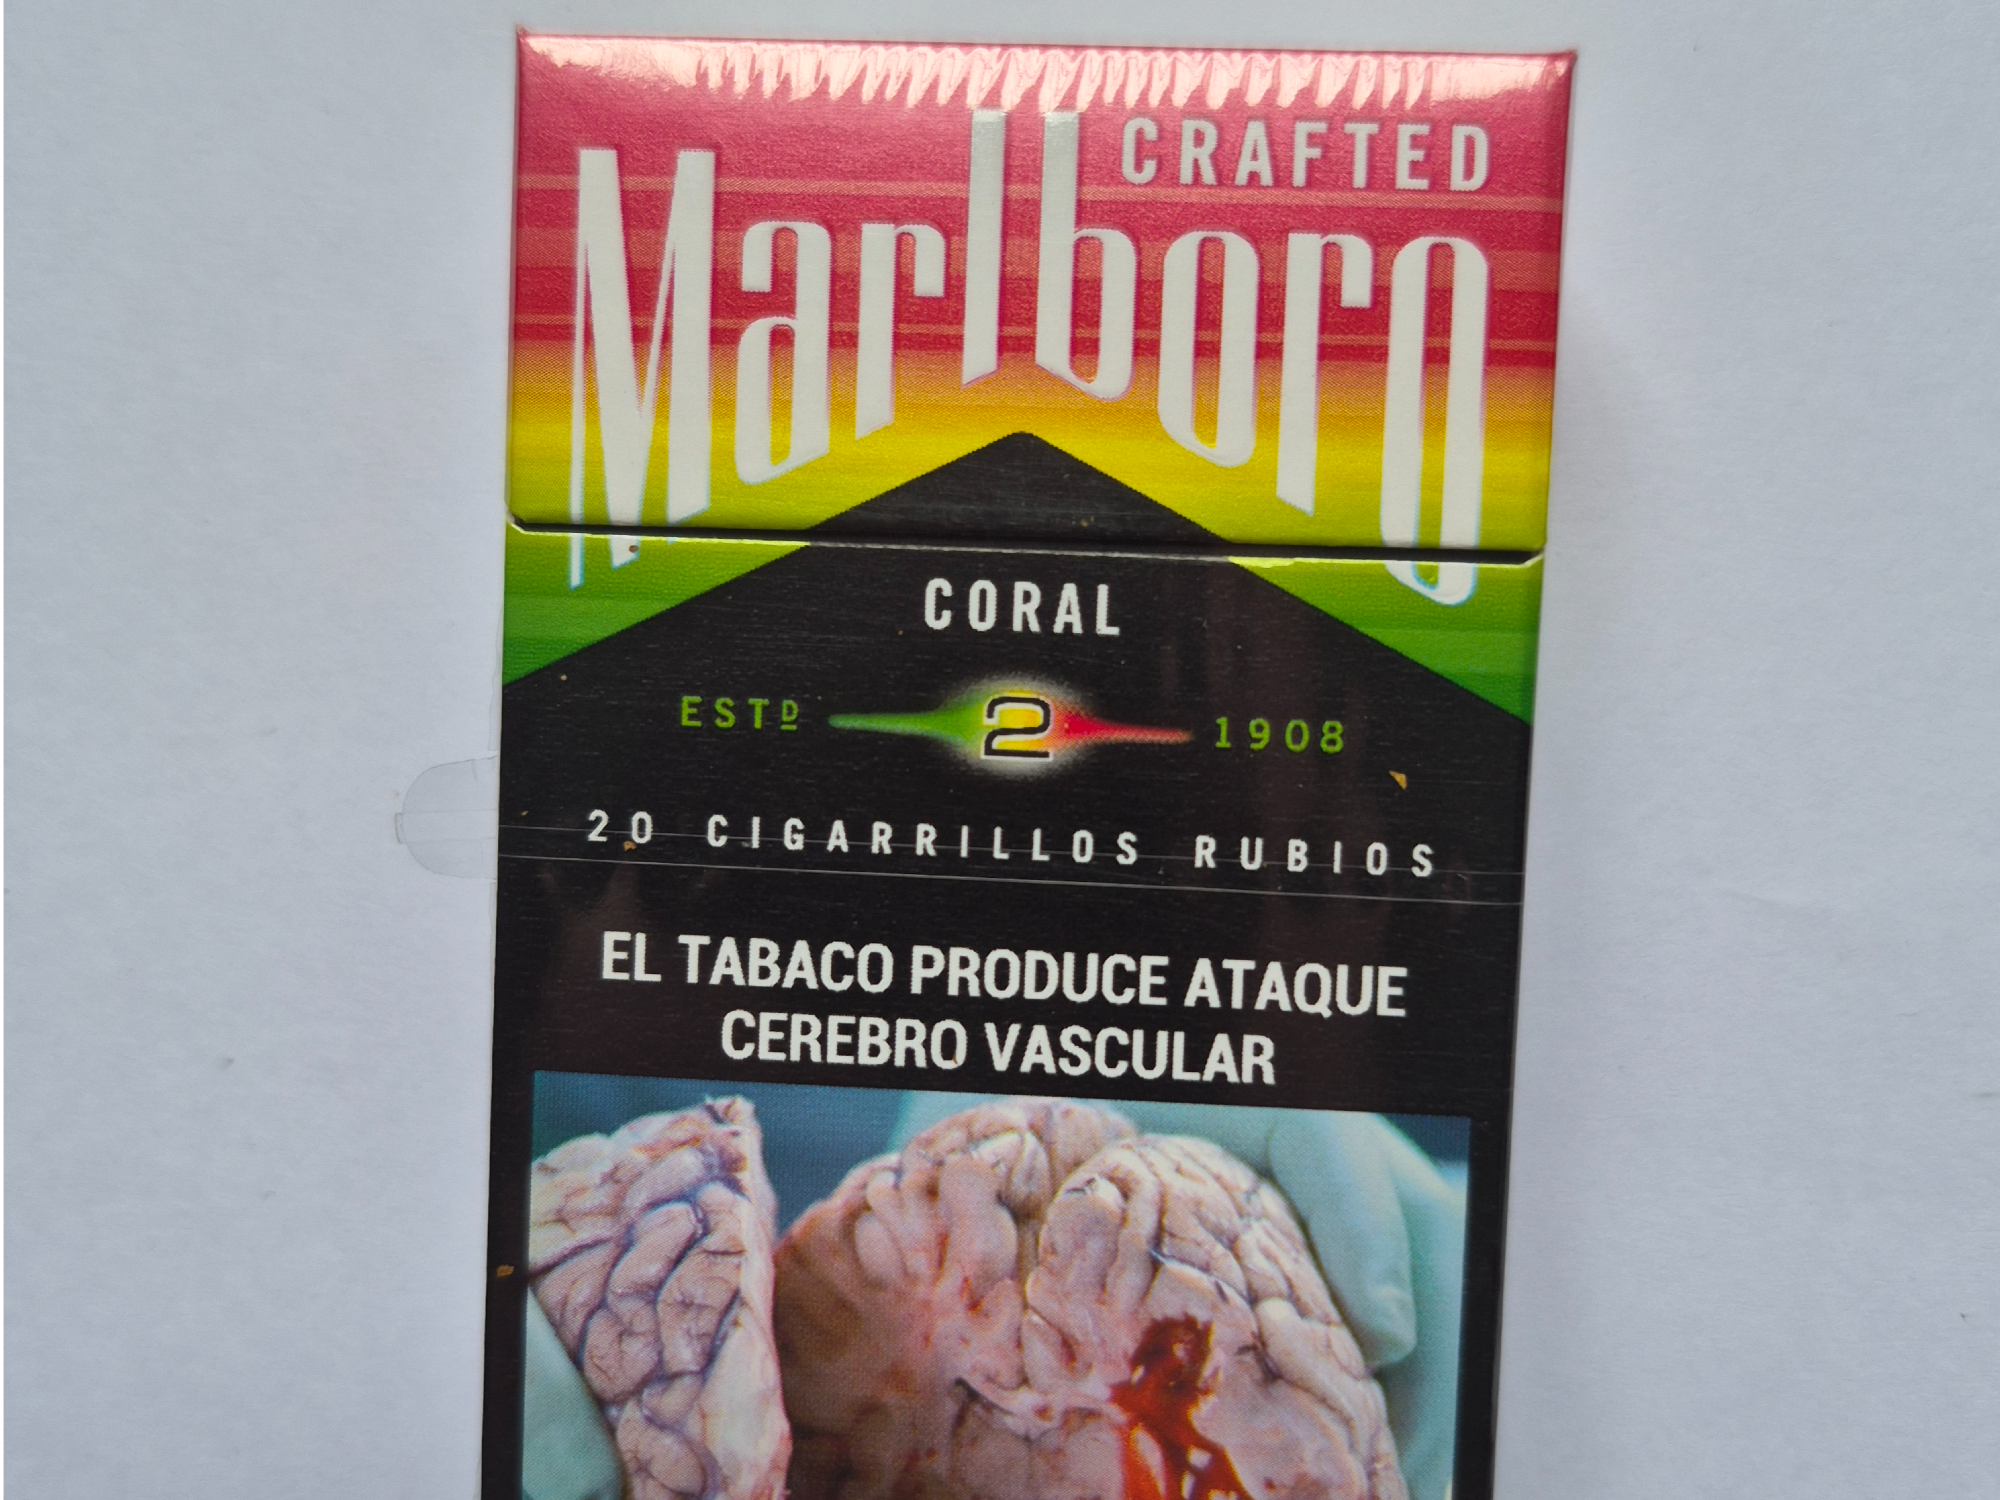 CRAFTED
Marlboro
CORAL
ESTD 2 1908
20 CIGARRILLOS RUBIOS
EL TABACO PRODUCE ATAQUE
CEREBRO VASCULAR